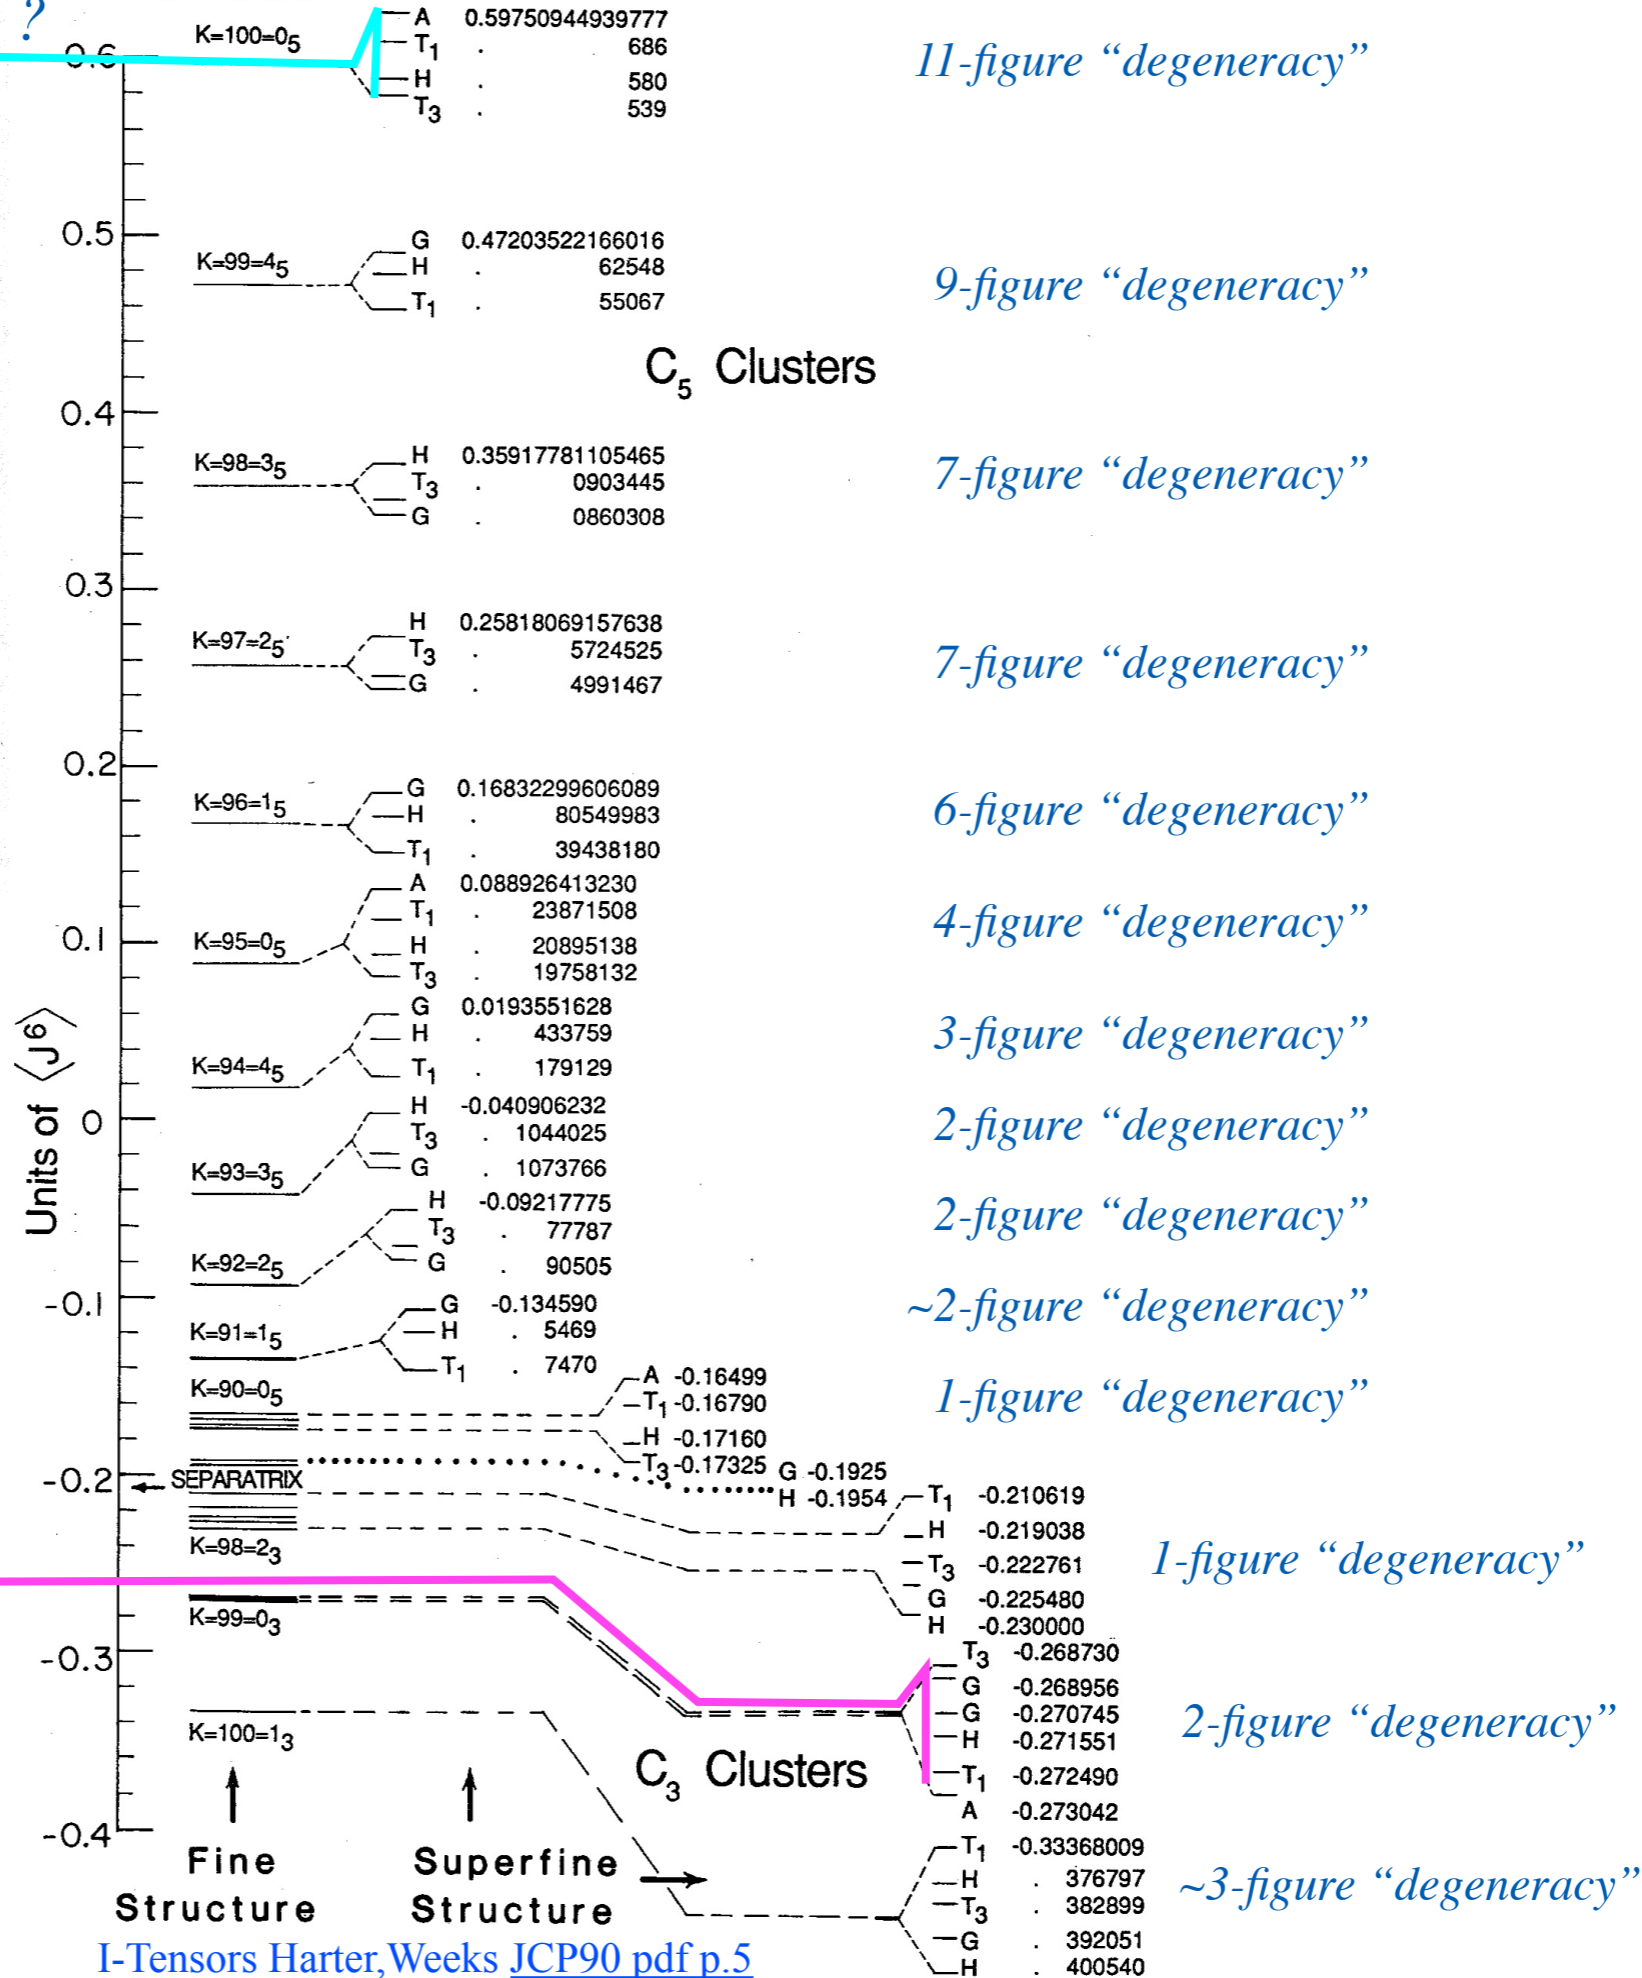 ?
K=100=0₅
A 0.59750944939777
T₁ . 686
H . 580
T₃ . 539
11-figure “degeneracy”
0.6
0.5
K=99=4₅
G 0.47203522166016
H . 62548
T₁ . 55067
9-figure “degeneracy”
C₅ Clusters
0.4
K=98=3₅
H 0.35917781105465
T₃ . 0903445
G . 0860308
7-figure “degeneracy”
0.3
K=97=2₅
H 0.25818069157638
T₃ . 5724525
G . 4991467
7-figure “degeneracy”
0.2
K=96=1₅
G 0.16832299606089
H . 80549983
T₁ . 39438180
6-figure “degeneracy”
0.1
K=95=0₅
A 0.088926413230
T₁ . 23871508
H . 20895138
T₃ . 19758132
4-figure “degeneracy”
K=94=4₅
G 0.0193551628
H . 433759
T₁ . 179129
3-figure “degeneracy”
Units of ⟨J⁶⟩
0
K=93=3₅
H -0.040906232
T₃ . 1044025
G . 1073766
2-figure “degeneracy”
K=92=2₅
H -0.09217775
T₃ . 77787
G . 90505
2-figure “degeneracy”
-0.1
K=91=1₅
G -0.134590
H . 5469
T₁ . 7470
~2-figure “degeneracy”
K=90=0₅
A -0.16499
T₁ -0.16790
H -0.17160
T₃ -0.17325
1-figure “degeneracy”
G -0.1925
H -0.1954
-0.2
SEPARATRIX
K=98=2₃
T₁ -0.210619
H -0.219038
T₃ -0.222761
G -0.225480
H -0.230000
1-figure “degeneracy”
K=99=0₃
-0.3
T₃ -0.268730
G -0.268956
G -0.270745
H -0.271551
T₁ -0.272490
A -0.273042
2-figure “degeneracy”
K=100=1₃
C₃ Clusters
-0.4
T₁ -0.33368009
H . 376797
T₃ . 382899
G . 392051
H . 400540
~3-figure “degeneracy”
Fine
Structure
Superfine
Structure
I-Tensors Harter,Weeks JCP90 pdf p.5